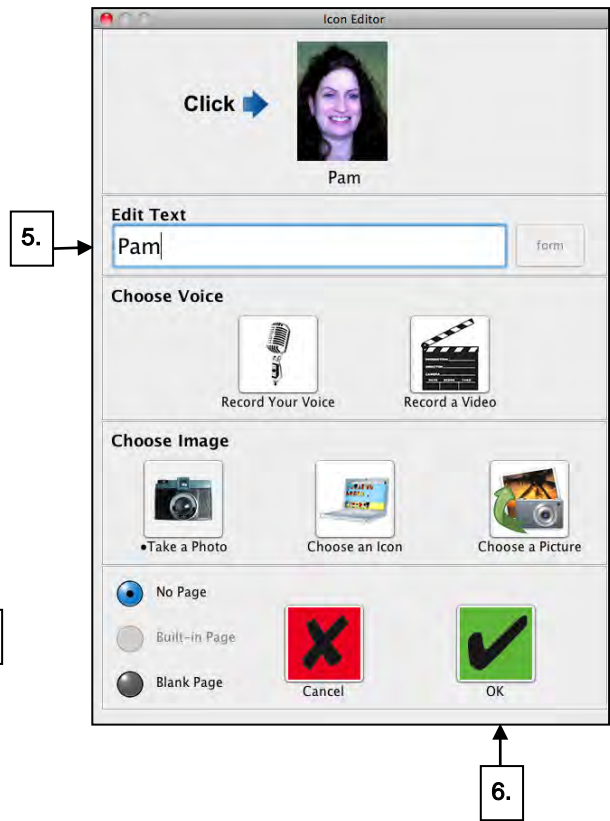 Icon Editor
Click
Pam
Edit Text
5.
Pam
form
Choose Voice
Record Your Voice
Record a Video
Choose Image
•Take a Photo
Choose an Icon
Choose a Picture
No Page
Built-in Page
Blank Page
Cancel
OK
6.